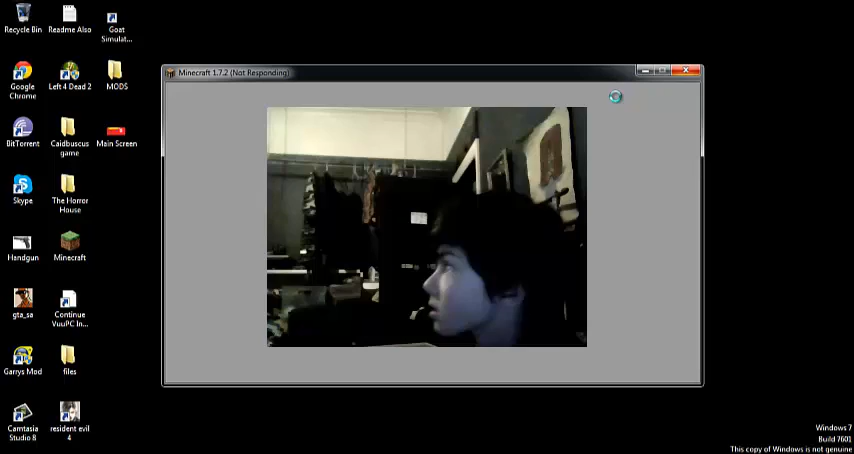 Recycle Bin
Readme Also
Goat
Simulat...
Google
Chrome
Left 4 Dead 2
MODS
BitTorrent
Caidbuscus
game
Main Screen
Skype
The Horror
House
Handgun
Minecraft
gta_sa
Continue
VuuPC In...
Garrys Mod
files
Camtasia
Studio 8
resident evil
4
Minecraft 1.7.2 (Not Responding)
Windows 7
Build 7601
This copy of Windows is not genuine